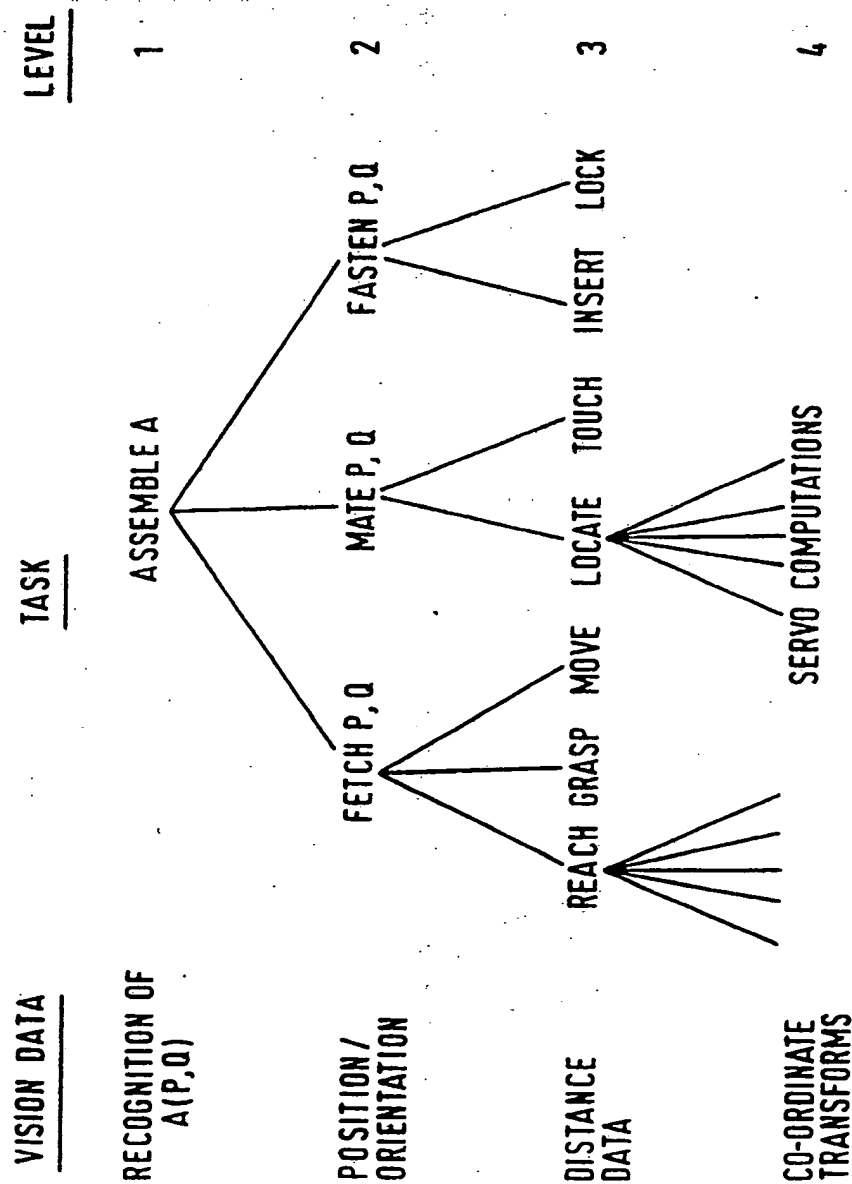 VISION DATA TASK LEVEL
RECOGNITION OF
A(P,Q)
ASSEMBLE A 1
POSITION/
ORIENTATION
FETCH P,Q MATE P, Q FASTEN P,Q 2
DISTANCE
DATA
REACH GRASP MOVE LOCATE TOUCH INSERT LOCK 3
CO-ORDINATE
TRANSFORMS
SERVO COMPUTATIONS 4